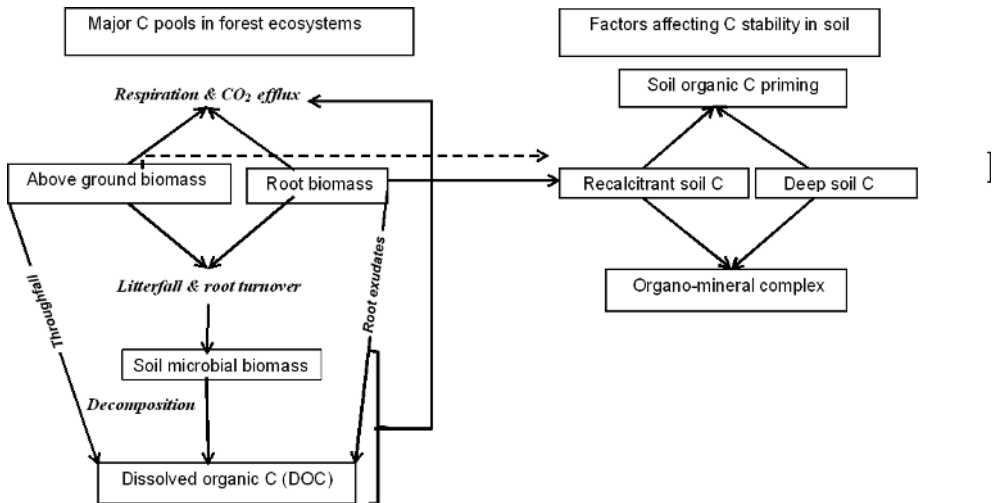 Major C pools in forest ecosystems
Factors affecting C stability in soil
Respiration & CO₂ efflux
Soil organic C priming
Above ground biomass
Root biomass
Recalcitrant soil C
Deep soil C
Throughfall
Litterfall & root turnover
Root exudates
Organo-mineral complex
Soil microbial biomass
Decomposition
Dissolved organic C (DOC)